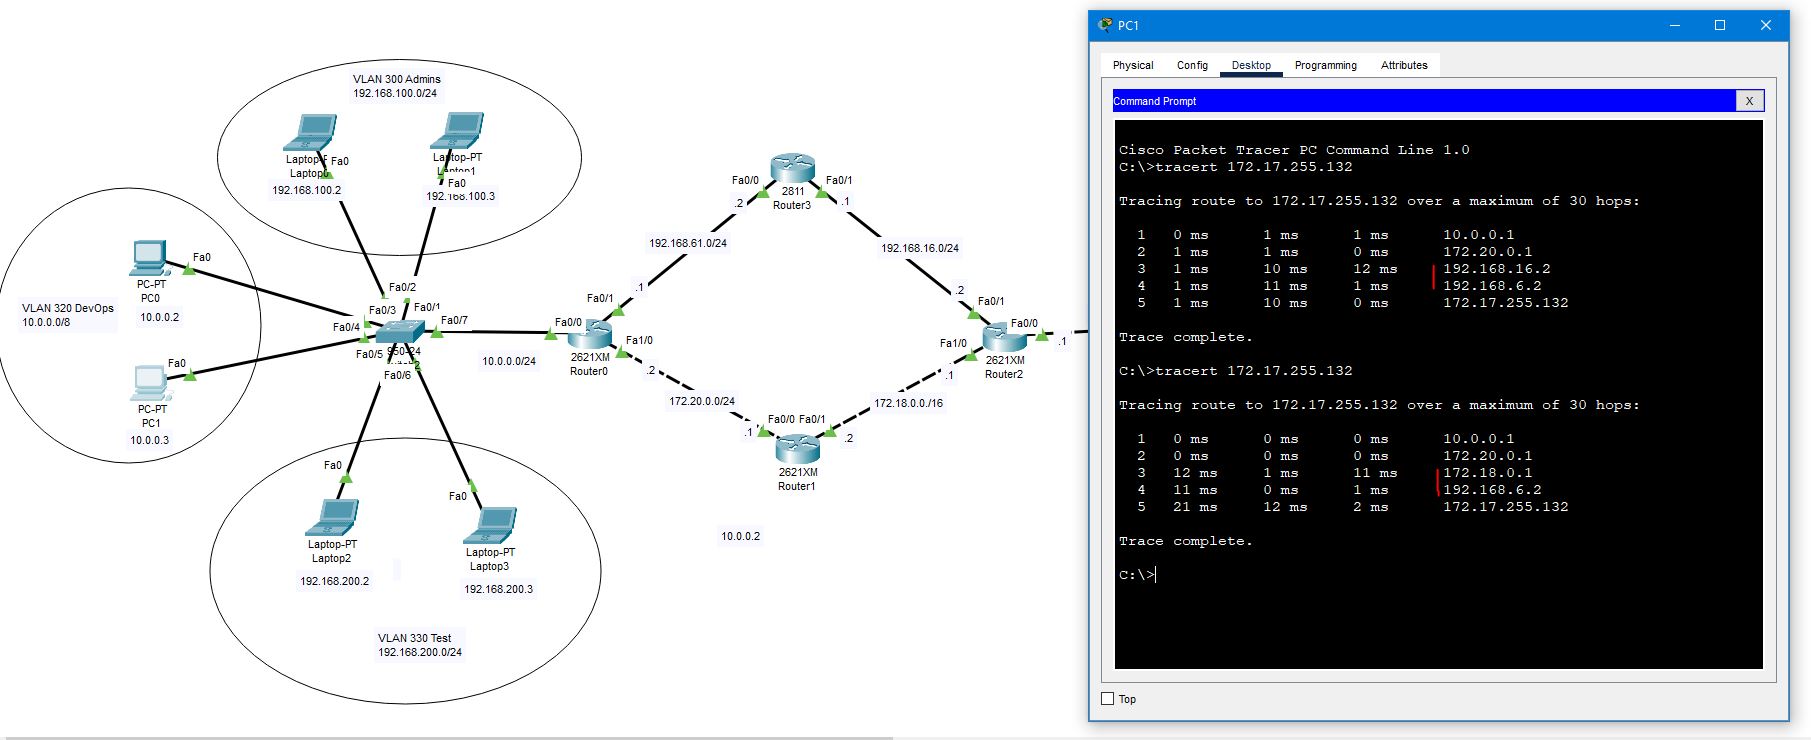 VLAN 300 Admins
192.168.100.0/24
Fa0
Laptop0
192.168.100.2
Laptop-PT
Laptop1
Fa0
192.168.100.3
Fa0
PC-PT
PC0
10.0.0.2
VLAN 320 DevOps
10.0.0.0/8
Fa0
PC-PT
PC1
10.0.0.3
Fa0/2
Fa0/3
Fa0/1
Fa0/4
Fa0/7
Fa0/5
950-24
Fa0/6
10.0.0.0/24
Fa0
Laptop-PT
Laptop2
192.168.200.2
Fa0
Laptop-PT
Laptop3
192.168.200.3
VLAN 330 Test
192.168.200.0/24
Fa0/1
.1
Fa0/0
Fa1/0
2621XM
Router0
.2
192.168.61.0/24
Fa0/0
.2
2811
Router3
Fa0/1
.1
192.168.16.0/24
.2
Fa0/1
Fa0/0
.1
Fa1/0
2621XM
Router2
.1
172.20.0.0/24
172.18.0.0./16
Fa0/0 Fa0/1
.1
.2
2621XM
Router1
10.0.0.2
PC1
Physical Config Desktop Programming Attributes
Command Prompt X
Cisco Packet Tracer PC Command Line 1.0
C:\>tracert 172.17.255.132
Tracing route to 172.17.255.132 over a maximum of 30 hops:
1 0 ms 1 ms 1 ms 10.0.0.1
2 1 ms 1 ms 0 ms 172.20.0.1
3 1 ms 10 ms 12 ms 192.168.16.2
4 1 ms 11 ms 1 ms 192.168.6.2
5 1 ms 10 ms 0 ms 172.17.255.132
Trace complete.
C:\>tracert 172.17.255.132
Tracing route to 172.17.255.132 over a maximum of 30 hops:
1 0 ms 0 ms 0 ms 10.0.0.1
2 0 ms 0 ms 0 ms 172.20.0.1
3 12 ms 1 ms 11 ms 172.18.0.1
4 11 ms 0 ms 1 ms 192.168.6.2
5 21 ms 12 ms 2 ms 172.17.255.132
Trace complete.
C:\>
Top